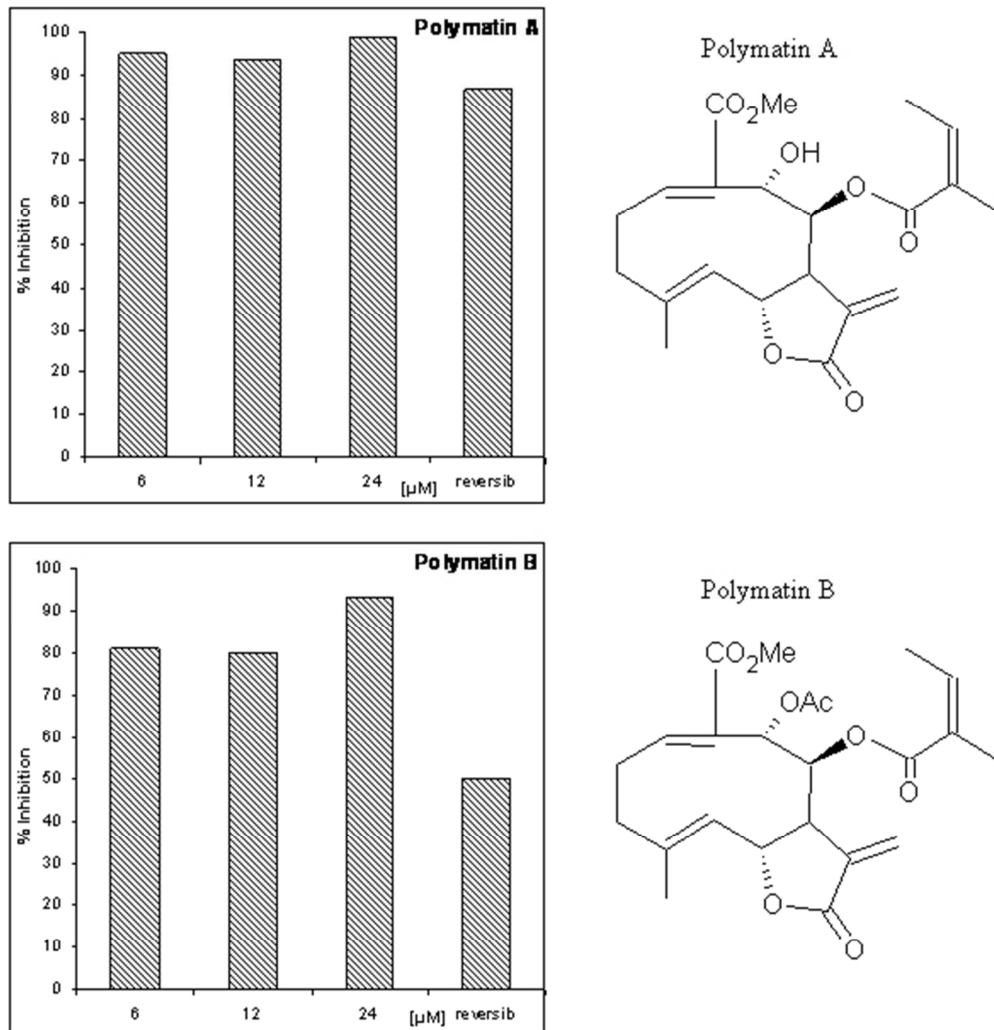 Polymatin A
100
90
80
70
60
50
40
30
20
10
0
% Inhibition
6 12 24 [µM] reversib
Polymatin A
CO2Me
OH
O
O
O
O
Polymatin B
100
90
80
70
60
50
40
30
20
10
0
% Inhibition
6 12 24 [µM] reversib
Polymatin B
CO2Me
OAc
O
O
O
O